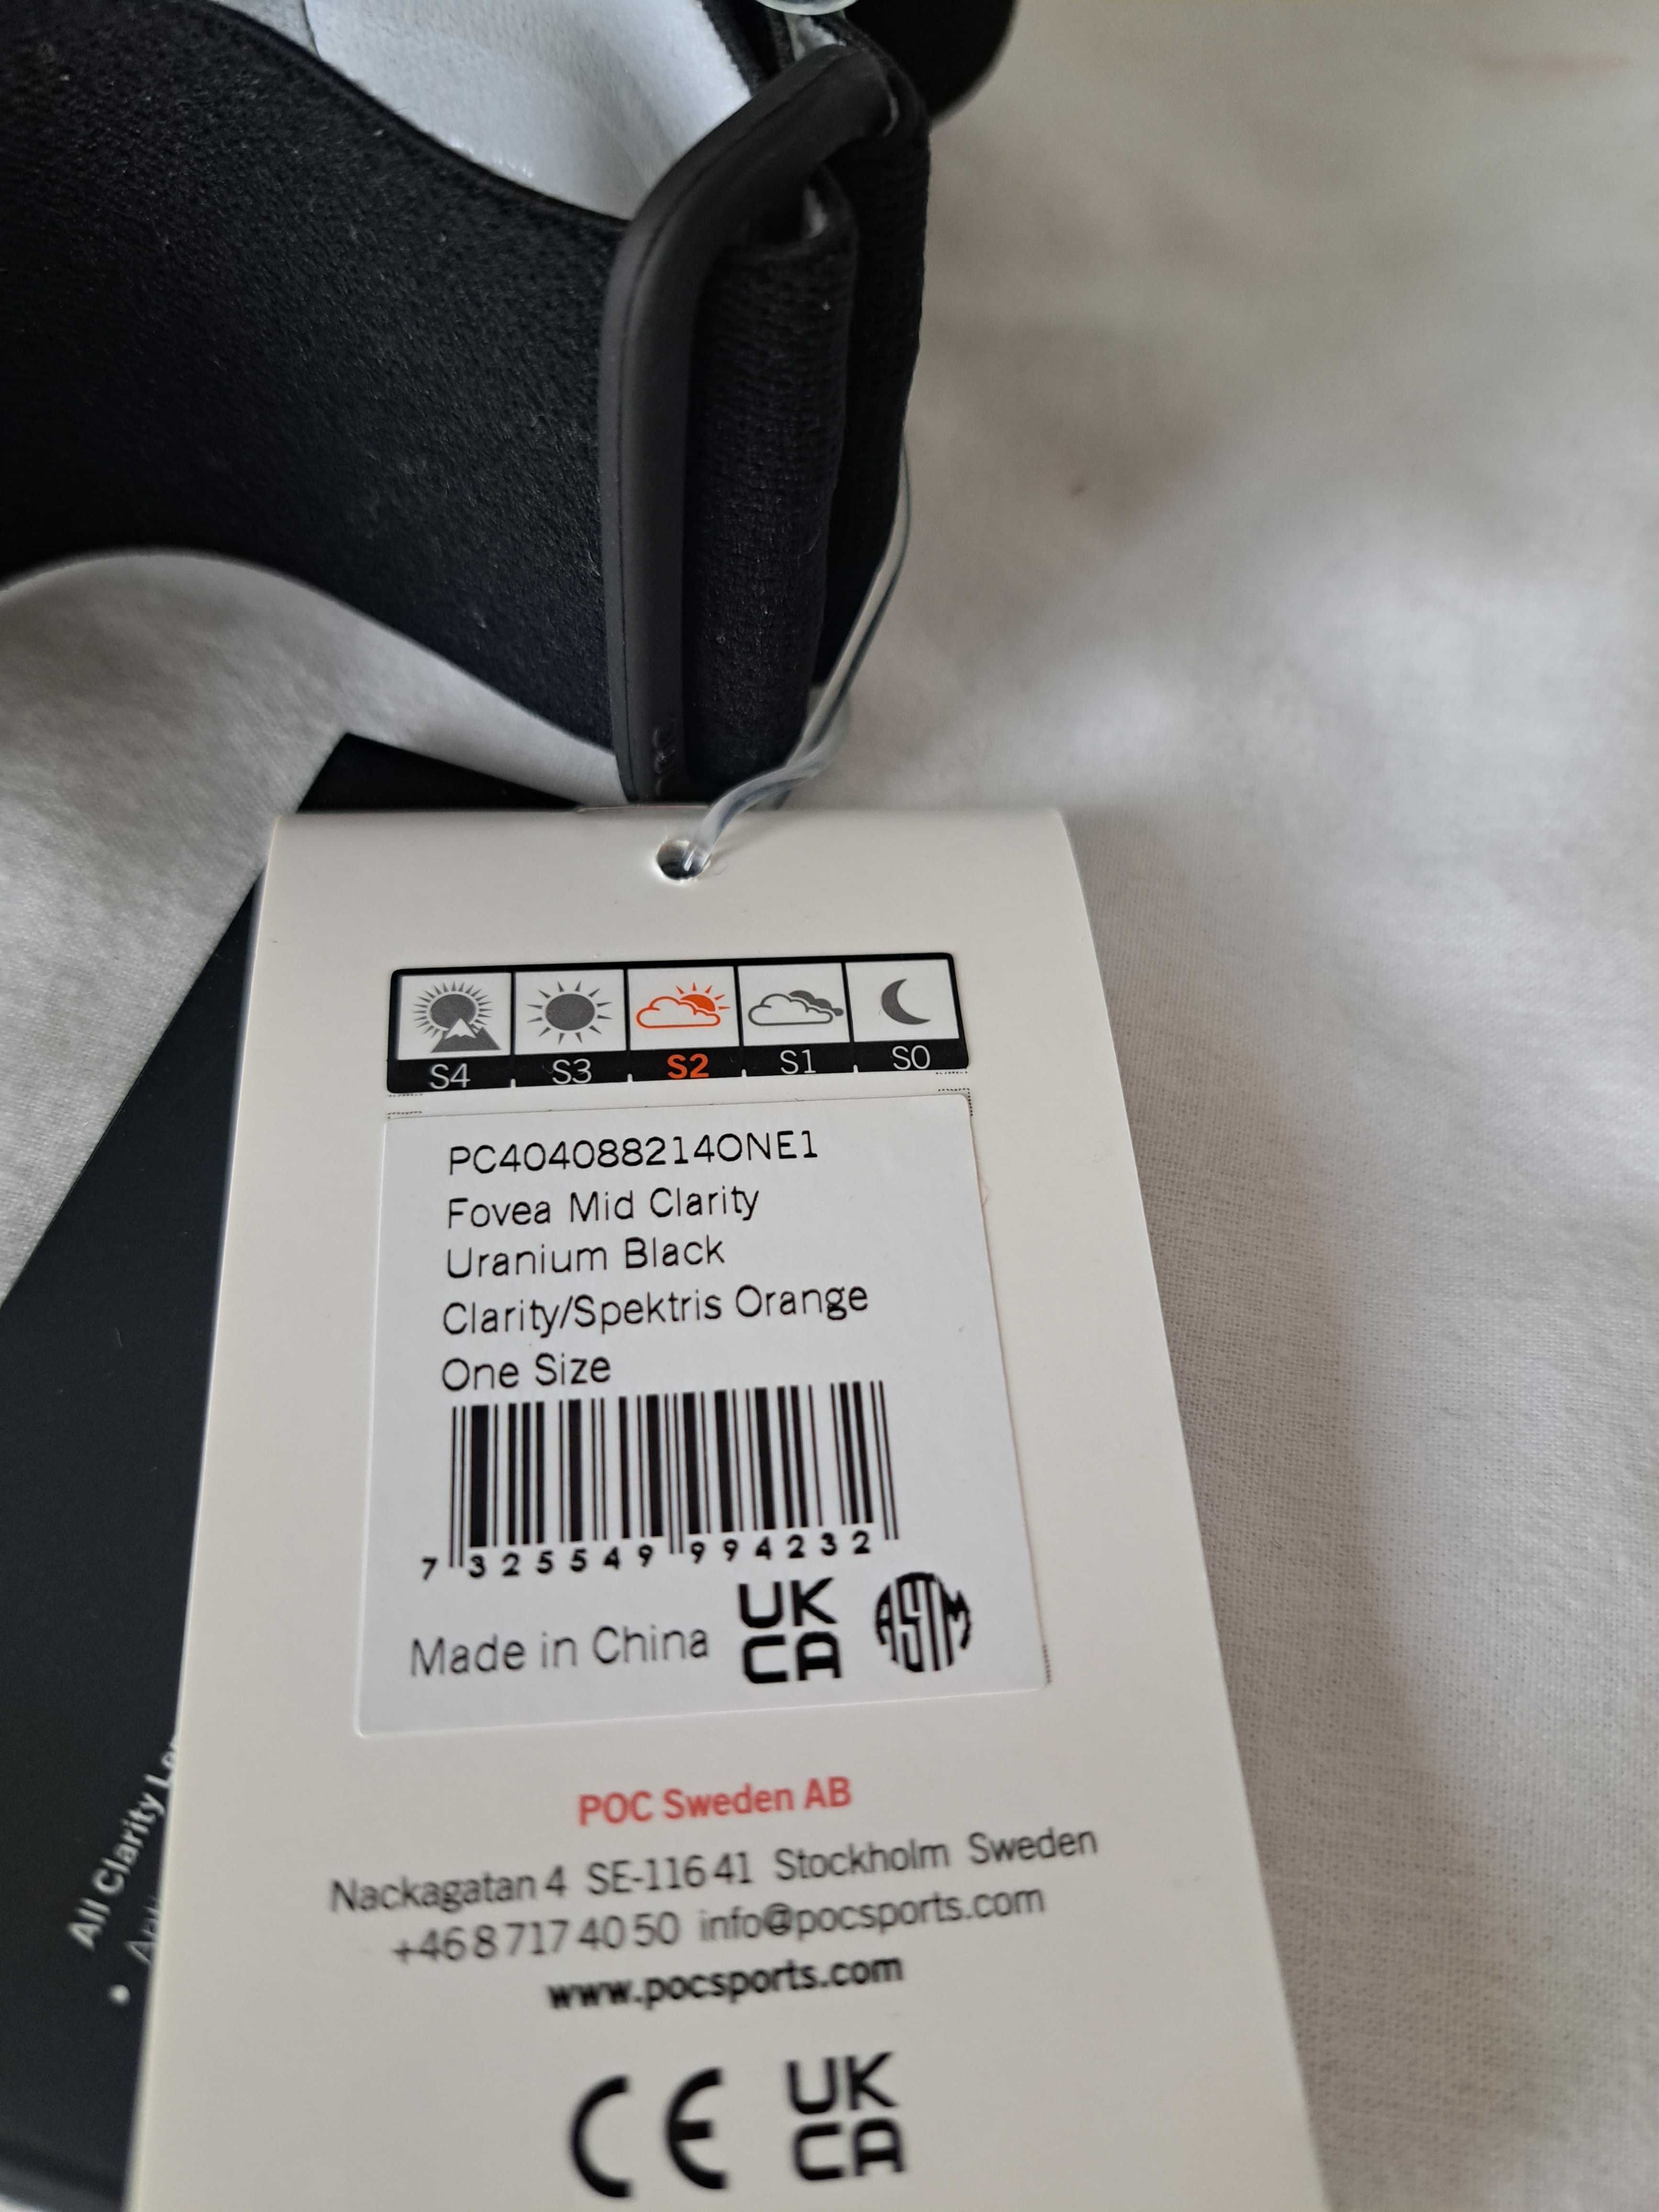 S4 S3 S2 S1 S0
PC404088214ONE1
Fovea Mid Clarity
Uranium Black
Clarity/Spektris Orange
One Size
7 325549 994232
Made in China UK CA ASTM
POC Sweden AB
Nackagatan 4 SE-116 41 Stockholm Sweden
+46 8 717 40 50 info@pocsports.com
www.pocsports.com
CE UK CA
All Clarity